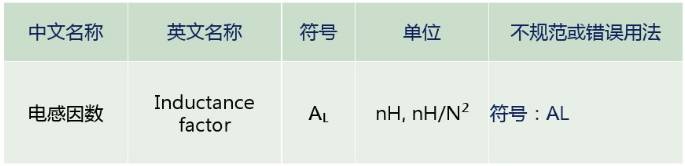 中文名称 英文名称 符号 单位 不规范或错误用法
电感因数 Inductance factor A_L nH, nH/N² 符号：AL